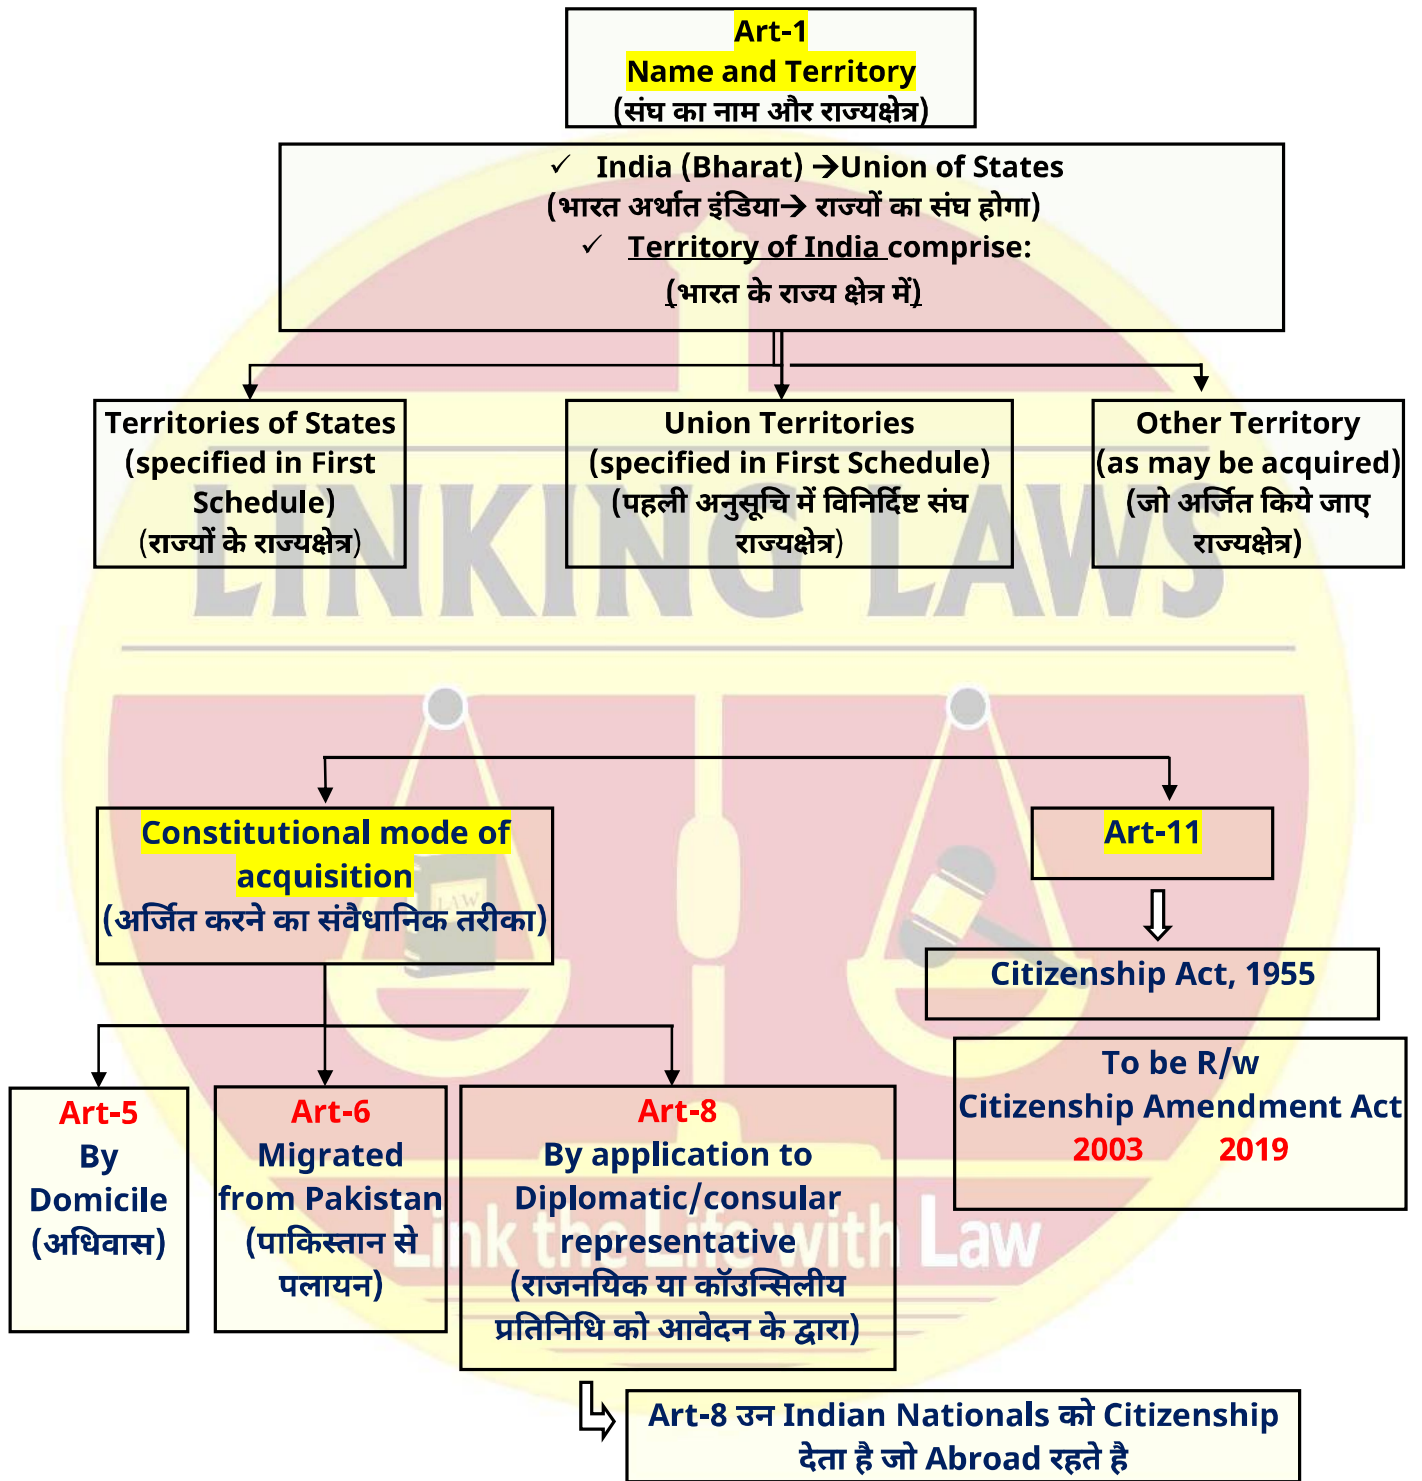 Art-1
Name and Territory
(संघ का नाम और राज्यक्षेत्र)
✓ India (Bharat) →Union of States
(भारत अर्थात इंडिया→ राज्यों का संघ होगा)
✓ Territory of India comprise:
(भारत के राज्य क्षेत्र में)
Territories of States
(specified in First
Schedule)
(राज्यों के राज्यक्षेत्र)
Union Territories
(specified in First Schedule)
(पहली अनुसूचि में विनिर्दिष्ट संघ
राज्यक्षेत्र)
Other Territory
(as may be acquired)
(जो अर्जित किये जाए
राज्यक्षेत्र)
LINKING LAWS
Constitutional mode of
acquisition
(अर्जित करने का संवैधानिक तरीका)
Art-11
LAW
Citizenship Act, 1955
To be R/w
Citizenship Amendment Act
2003 2019
Art-5
By
Domicile
(अधिवास)
Art-6
Migrated
from Pakistan
(पाकिस्तान से
पलायन)
Art-8
By application to
Diplomatic/consular
representative
(राजनयिक या कॉउन्सिलीय
प्रतिनिधि को आवेदन के द्वारा)
Link the Life with Law
Art-8 उन Indian Nationals को Citizenship
देता है जो Abroad रहते है